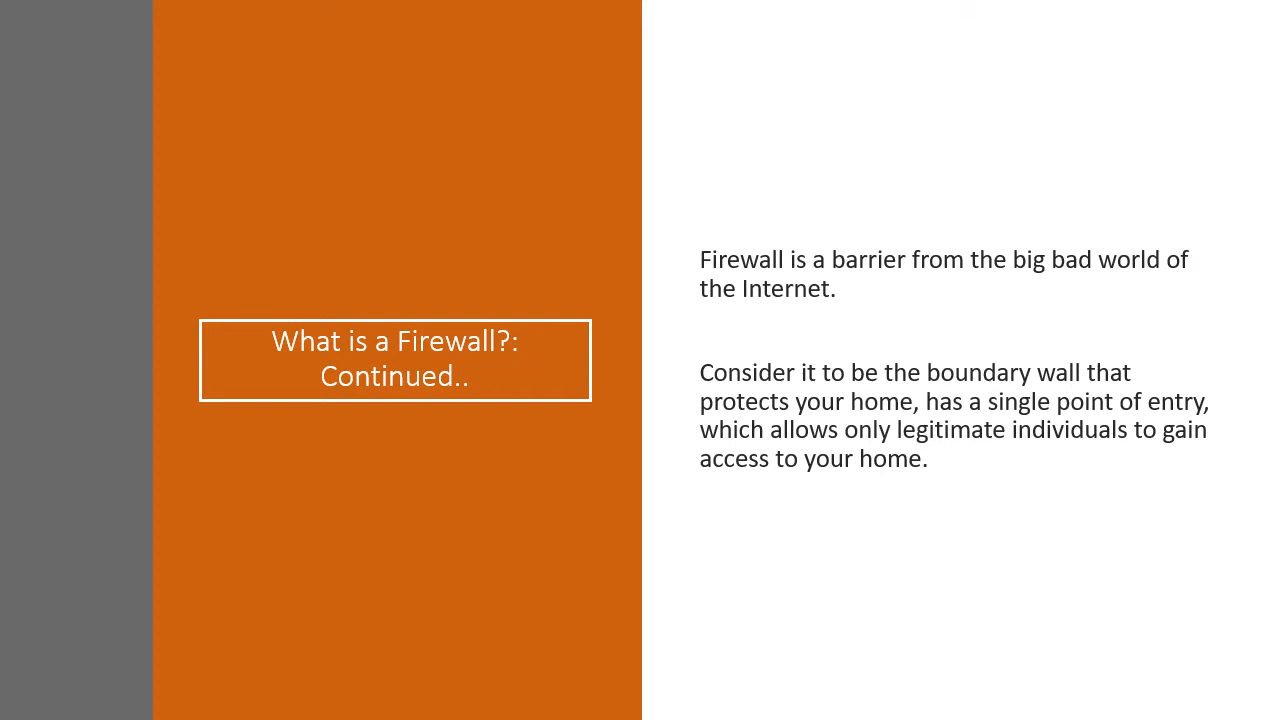 What is a Firewall?:
Continued..
Firewall is a barrier from the big bad world of
the Internet.
Consider it to be the boundary wall that
protects your home, has a single point of entry,
which allows only legitimate individuals to gain
access to your home.